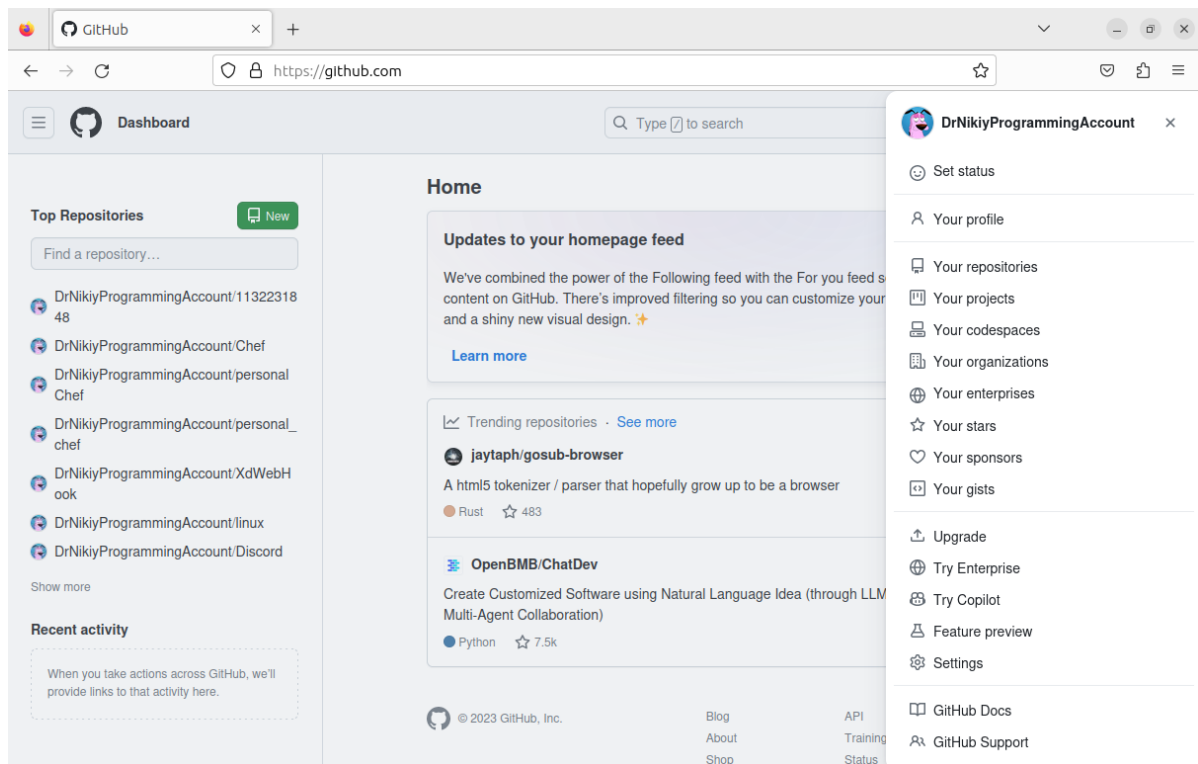 GitHub
https://github.com
Dashboard
Type / to search
Top Repositories
New
Find a repository…
DrNikiyProgrammingAccount/11322318
48
DrNikiyProgrammingAccount/Chef
DrNikiyProgrammingAccount/personal
Chef
DrNikiyProgrammingAccount/personal_
chef
DrNikiyProgrammingAccount/XdWebH
ook
DrNikiyProgrammingAccount/linux
DrNikiyProgrammingAccount/Discord
Show more
Recent activity
When you take actions across GitHub, we'll
provide links to that activity here.
Home
Updates to your homepage feed
We've combined the power of the Following feed with the For you feed s
content on GitHub. There's improved filtering so you can customize your
and a shiny new visual design. ✨
Learn more
Trending repositories · See more
jaytaph/gosub-browser
A html5 tokenizer / parser that hopefully grow up to be a browser
Rust 483
OpenBMB/ChatDev
Create Customized Software using Natural Language Idea (through LLM
Multi-Agent Collaboration)
Python 7.5k
© 2023 GitHub, Inc.
Blog
About
Shop
API
Training
Status
DrNikiyProgrammingAccount
Set status
Your profile
Your repositories
Your projects
Your codespaces
Your organizations
Your enterprises
Your stars
Your sponsors
Your gists
Upgrade
Try Enterprise
Try Copilot
Feature preview
Settings
GitHub Docs
GitHub Support